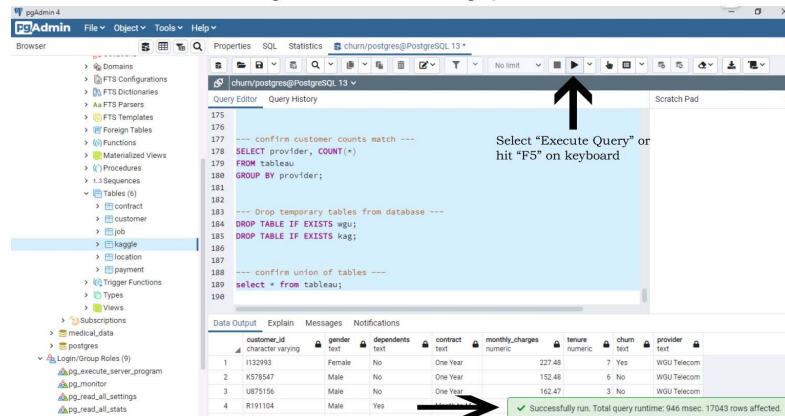 pgAdmin 4
PgAdmin File Object Tools Help
Browser
Properties SQL Statistics churn/postgres@PostgreSQL 13 *
No limit
churn/postgres@PostgreSQL 13
Query Editor Query History
Scratch Pad
Domains
FTS Configurations
FTS Dictionaries
FTS Parsers
FTS Templates
Foreign Tables
Functions
Materialized Views
Procedures
1..3 Sequences
Tables (6)
contract
customer
job
kaggle
location
payment
Trigger Functions
Types
Views
Subscriptions
medical_data
postgres
Login/Group Roles (9)
pg_execute_server_program
pg_monitor
pg_read_all_settings
pg_read_all_stats
175
176
177 --- confirm customer counts match ---
178 SELECT provider, COUNT(*)
179 FROM tableau
180 GROUP BY provider;
181
182
183 --- Drop temporary tables from database ---
184 DROP TABLE IF EXISTS wgu;
185 DROP TABLE IF EXISTS kag;
186
187
188 --- confirm union of tables ---
189 select * from tableau;
190
Select “Execute Query” or
hit “F5” on keyboard
Data Output Explain Messages Notifications
customer_id gender dependents contract monthly_charges tenure churn provider
character varying text text text numeric numeric text text
1 I132993 Female No One Year 227.48 7 Yes WGU Telecom
2 K578547 Male No One Year 152.48 6 No WGU Telecom
3 U875156 Male No One Year 162.47 3 No WGU Telecom
4 R191104 Male Yes
Successfully run. Total query runtime: 946 msec. 17043 rows affected.